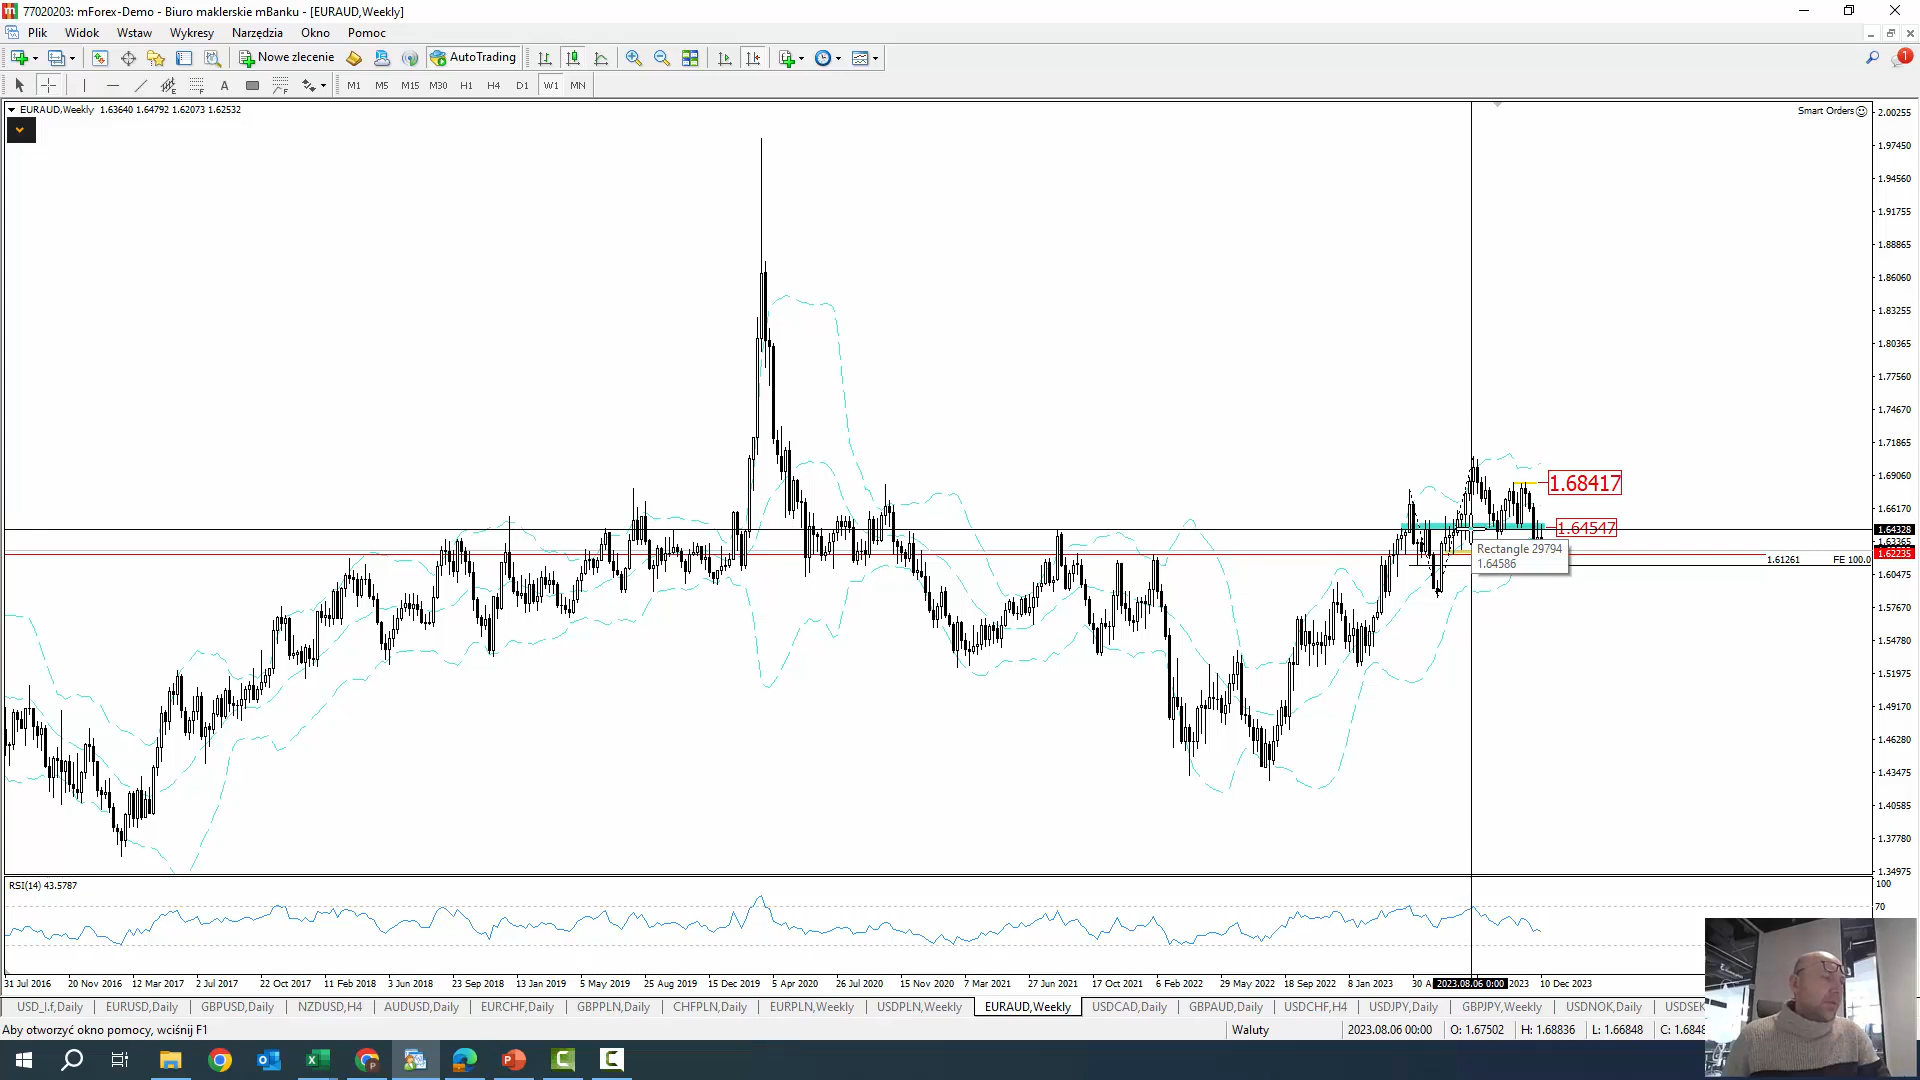 77020203: mForex-Demo - Biuro maklerskie mBanku - [EURAUD,Weekly]
Plik Widok Wstaw Wykresy Narzędzia Okno Pomoc
Nowe zlecenie AutoTrading 1
A M1 M5 M15 M30 H1 H4 D1 W1 MN
EURAUD,Weekly 1.63640 1.64792 1.62073 1.62532
Smart Orders
2.00255
1.97450
1.94560
1.91755
1.88865
1.86060
1.83255
1.80365
1.77560
1.74670
1.71865
1.69060
1.68417
1.66170
1.64547
1.64328
1.63365
1.62235
Rectangle 29794
1.64586
1.61261 FE 100.0
1.60475
1.57670
1.54780
1.51975
1.49170
1.46280
1.43475
1.40585
1.37780
1.34975
RSI(14) 43.5787
100
70
31 Jul 2016 20 Nov 2016 12 Mar 2017 2 Jul 2017 22 Oct 2017 11 Feb 2018 3 Jun 2018 23 Sep 2018 13 Jan 2019 5 May 2019 25 Aug 2019 15 Dec 2019 5 Apr 2020 26 Jul 2020 15 Nov 2020 7 Mar 2021 27 Jun 2021 17 Oct 2021 6 Feb 2022 29 May 2022 18 Sep 2022 8 Jan 2023 30 A 2023.08.06 0:00 2023 10 Dec 2023
USD_I.f,Daily EURUSD,Daily GBPUSD,Daily NZDUSD,H4 AUDUSD,Daily EURCHF,Daily GBPPLN,Daily CHFPLN,Daily EURPLN,Weekly USDPLN,Weekly EURAUD,Weekly USDCAD,Weekly GBPAUD,Daily USDCHF,H4 USDJPY,Daily GBPJPY,Weekly USDNOK,Daily USDSEK
Aby otworzyć okno pomocy, wciśnij F1 Waluty 2023.08.06 00:00 O: 1.67502 H: 1.68836 L: 1.66848 C: 1.6848